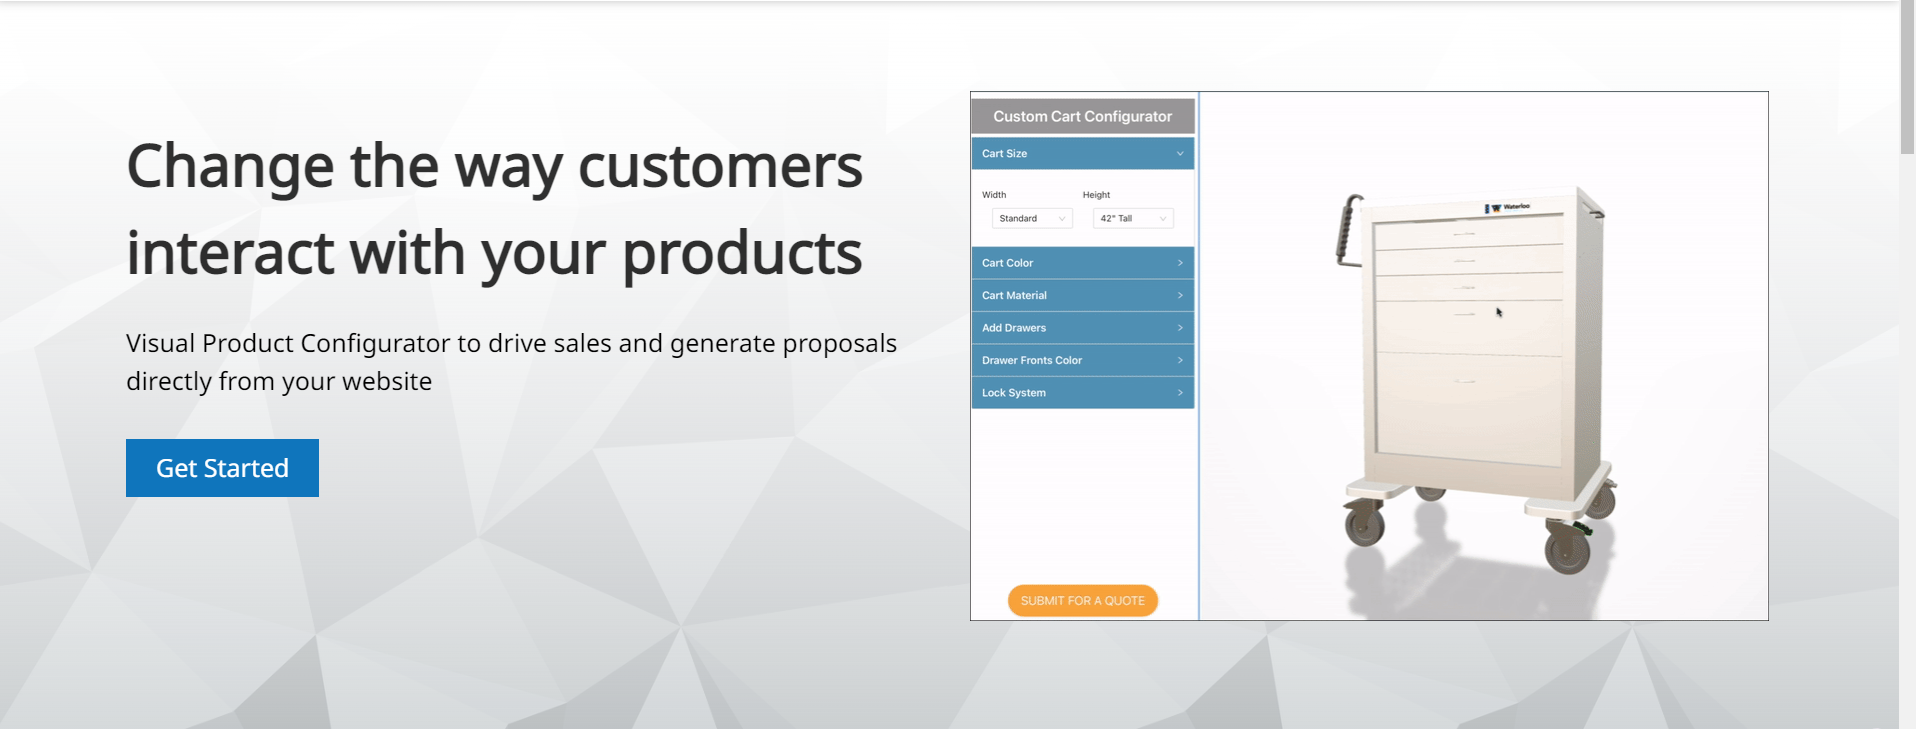 Change the way customers
interact with your products
Visual Product Configurator to drive sales and generate proposals
directly from your website
Get Started
Custom Cart Configurator
Cart Size
Width Height
Standard 42" Tall
Cart Color
Cart Material
Add Drawers
Drawer Fronts Color
Lock System
SUBMIT FOR A QUOTE
Waterloo